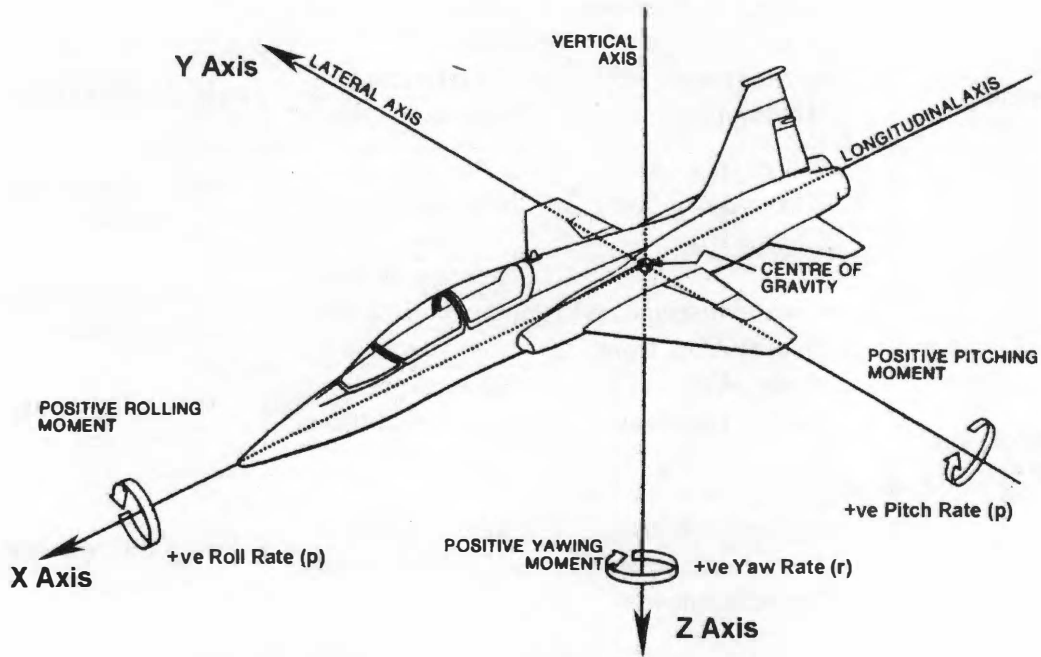 VERTICAL
AXIS
Y Axis
LATERAL AXIS
LONGITUDINAL AXIS
CENTRE OF
GRAVITY
POSITIVE PITCHING
MOMENT
POSITIVE ROLLING
MOMENT
+ve Pitch Rate (p)
+ve Roll Rate (p)
X Axis
POSITIVE YAWING
MOMENT
+ve Yaw Rate (r)
Z Axis